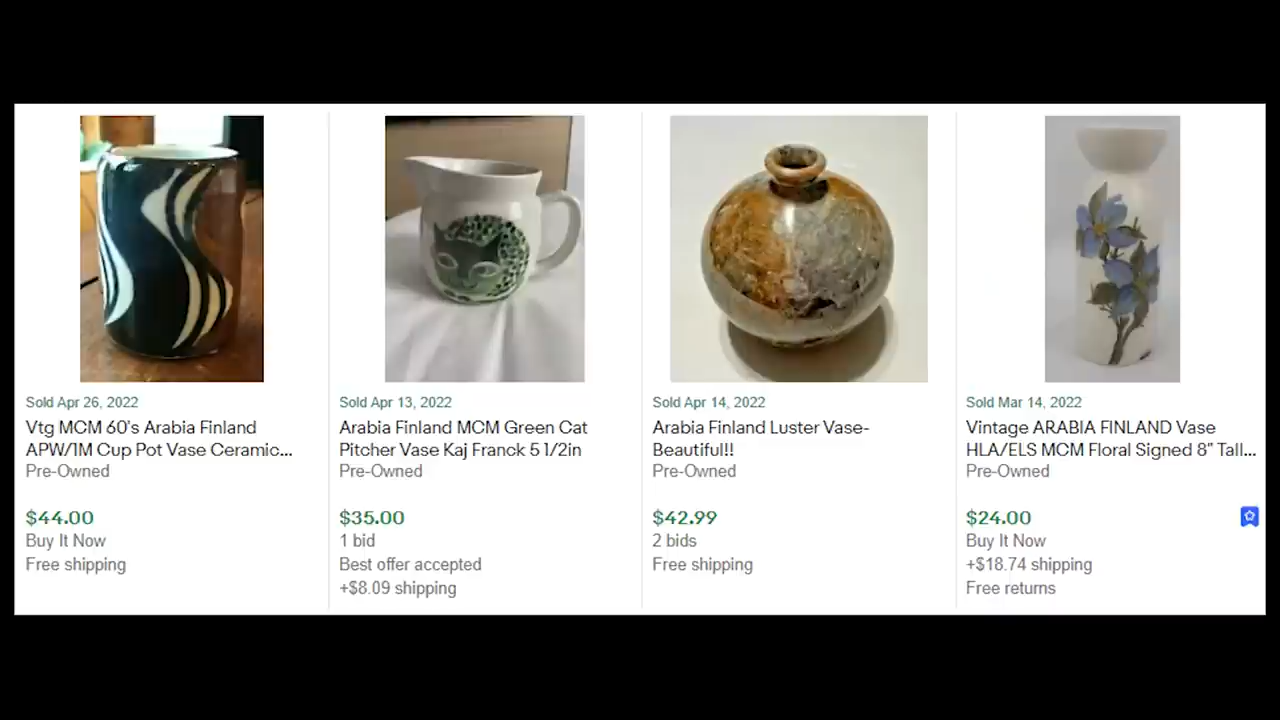 Sold Apr 26, 2022
Vtg MCM 60's Arabia Finland
APW/1M Cup Pot Vase Ceramic...
Pre-Owned
$44.00
Buy It Now
Free shipping
Sold Apr 13, 2022
Arabia Finland MCM Green Cat
Pitcher Vase Kaj Franck 5 1/2in
Pre-Owned
$35.00
1 bid
Best offer accepted
+$8.09 shipping
Sold Apr 14, 2022
Arabia Finland Luster Vase-
Beautiful!!
Pre-Owned
$42.99
2 bids
Free shipping
Sold Mar 14, 2022
Vintage ARABIA FINLAND Vase
HLA/ELS MCM Floral Signed 8" Tall...
Pre-Owned
$24.00
Buy It Now
+$18.74 shipping
Free returns